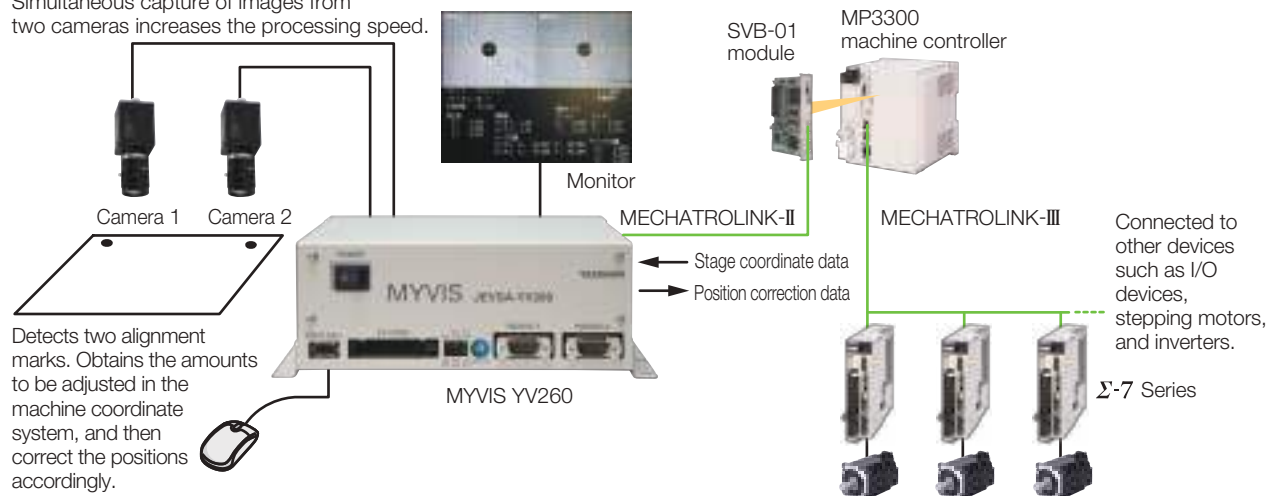 Simultaneous capture of images from
two cameras increases the processing speed.
SVB-01
module
MP3300
machine controller
Camera 1
Camera 2
Monitor
MECHATROLINK-Ⅱ
MECHATROLINK-Ⅲ
Connected to
other devices
such as I/O
devices,
stepping motors,
and inverters.
Stage coordinate data
Position correction data
MYVIS
Detects two alignment
marks. Obtains the amounts
to be adjusted in the
machine coordinate
system, and then
correct the positions
accordingly.
MYVIS YV260
Σ-7 Series